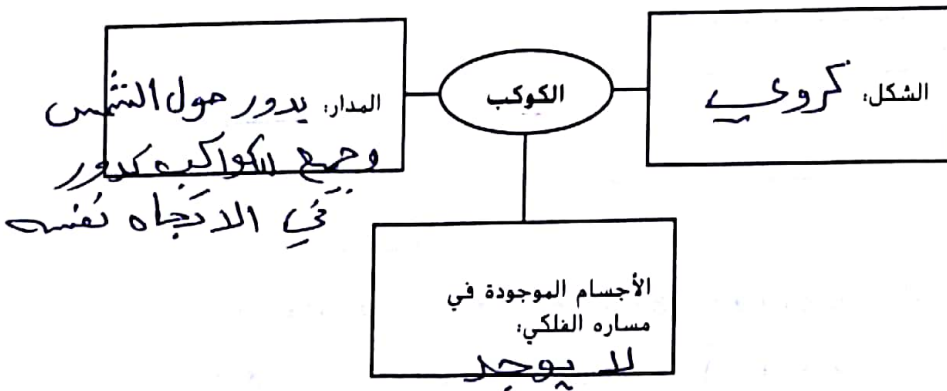 الشكل: كروي
الكوكب
المدار: يدور حول الشمس
وجميع الكواكب تدور
في الاتجاه نفسه
الأجسام الموجودة في
مساره الفلكي:
لا يوجد